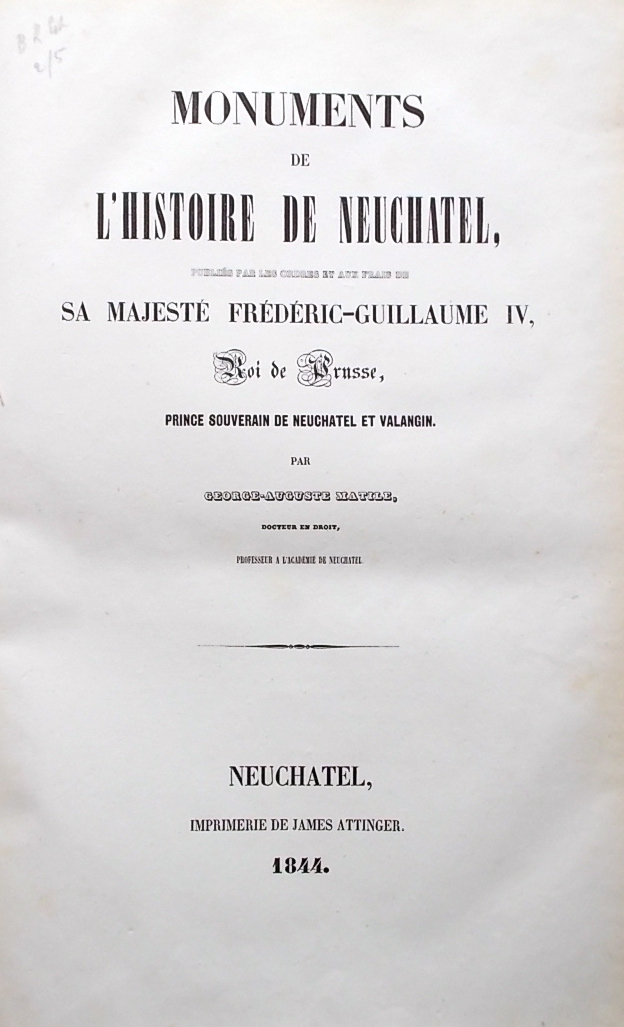 MONUMENTS
DE
L'HISTOIRE DE NEUCHATEL,
PUBLIÉS PAR LES ORDRES ET AUX FRAIS DE
SA MAJESTÉ FRÉDÉRIC-GUILLAUME IV,
Roi de Prusse,
PRINCE SOUVERAIN DE NEUCHATEL ET VALANGIN.
PAR
GEORGE-AUGUSTE MATILE,
DOCTEUR EN DROIT,
PROFESSEUR A L'ACADÉMIE DE NEUCHATEL
NEUCHATEL,
IMPRIMERIE DE JAMES ATTINGER.
1844.